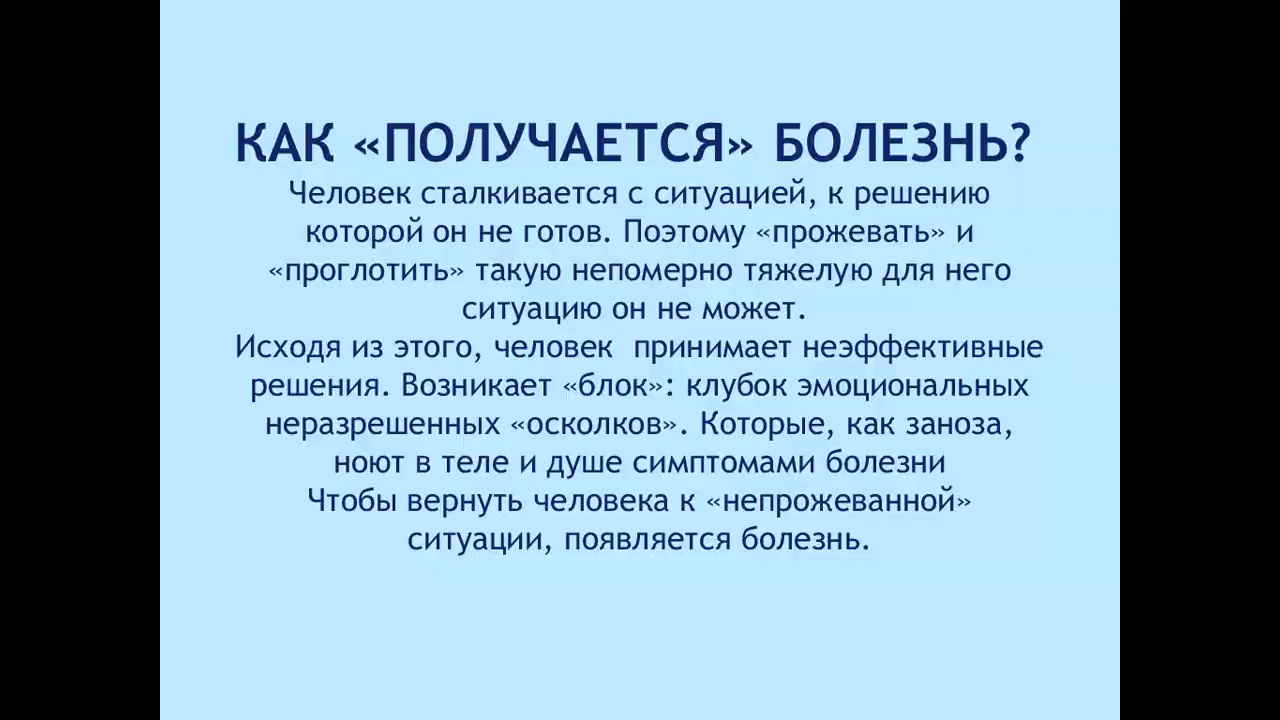 КАК «ПОЛУЧАЕТСЯ» БОЛЕЗНЬ?
Человек сталкивается с ситуацией, к решению
которой он не готов. Поэтому «прожевать» и
«проглотить» такую непомерно тяжелую для него
ситуацию он не может.
Исходя из этого, человек  принимает неэффективные
решения. Возникает «блок»: клубок эмоциональных
неразрешенных «осколков». Которые, как заноза,
ноют в теле и душе симптомами болезни
Чтобы вернуть человека к «непрожеванной»
ситуации, появляется болезнь.